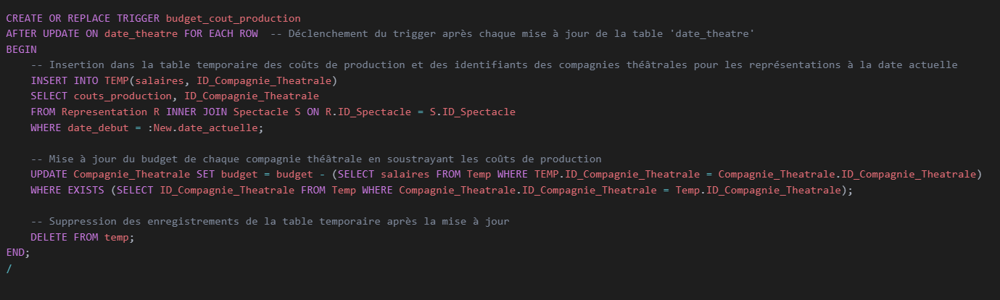 CREATE OR REPLACE TRIGGER budget_cout_production
AFTER UPDATE ON date_theatre FOR EACH ROW  -- Déclenchement du trigger après chaque mise à jour de la table 'date_theatre'
BEGIN
    -- Insertion dans la table temporaire des coûts de production et des identifiants des compagnies théâtrales pour les représentations à la date actuelle
    INSERT INTO TEMP(salaires, ID_Compagnie_Theatrale)
    SELECT couts_production, ID_Compagnie_Theatrale
    FROM Representation R INNER JOIN Spectacle S ON R.ID_Spectacle = S.ID_Spectacle
    WHERE date_debut = :New.date_actuelle;

    -- Mise à jour du budget de chaque compagnie théâtrale en soustrayant les coûts de production
    UPDATE Compagnie_Theatrale SET budget = budget - (SELECT salaires FROM Temp WHERE TEMP.ID_Compagnie_Theatrale = Compagnie_Theatrale.ID_Compagnie_Theatrale)
    WHERE EXISTS (SELECT ID_Compagnie_Theatrale FROM Temp WHERE Compagnie_Theatrale.ID_Compagnie_Theatrale = Temp.ID_Compagnie_Theatrale);

    -- Suppression des enregistrements de la table temporaire après la mise à jour
    DELETE FROM temp;
END;
/